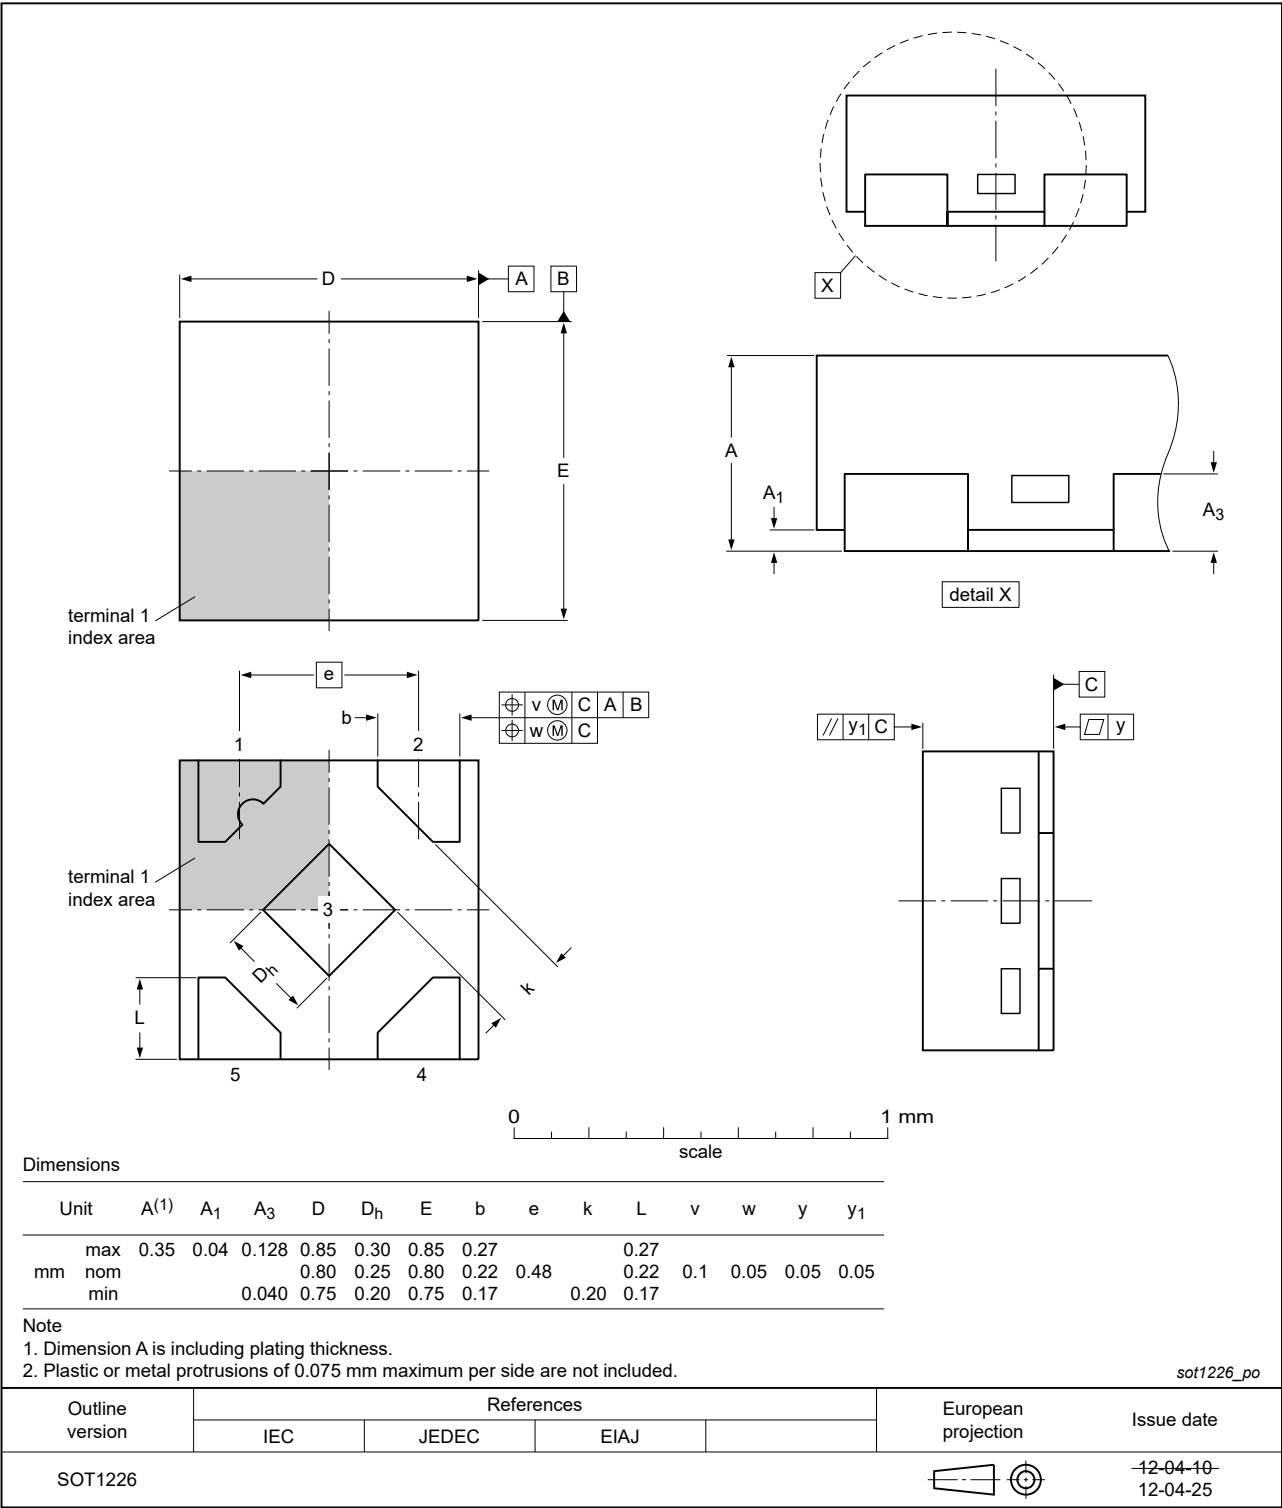 X
D
A
B
E
terminal 1
index area
A
A1
A3
detail X
e
b
v M C A B
w M C
1
2
terminal 1
index area
3
Dh
k
L
5
4
C
// y1 C
y
0
1 mm
scale
Dimensions
Unit A(1) A1 A3 D Dh E b e k L v w y y1
max 0.35 0.04 0.128 0.85 0.30 0.85 0.27 0.27
mm nom 0.80 0.25 0.80 0.22 0.48 0.22 0.1 0.05 0.05 0.05
min 0.040 0.75 0.20 0.75 0.17 0.20 0.17
Note
1. Dimension A is including plating thickness.
2. Plastic or metal protrusions of 0.075 mm maximum per side are not included.
sot1226_po
Outline
version
References
IEC
JEDEC
EIAJ
European
projection
Issue date
SOT1226
12-04-10
12-04-25